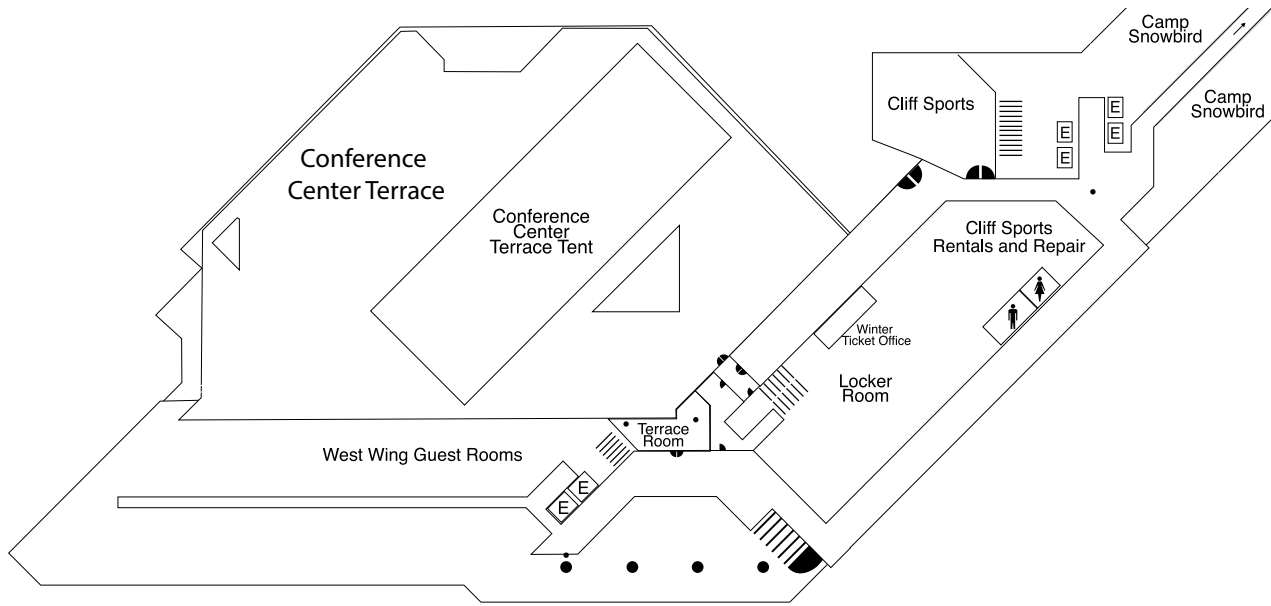 Camp
Snowbird
Cliff Sports
E
E
E
E
Camp
Snowbird
Conference
Center Terrace
Conference
Center
Terrace Tent
Cliff Sports
Rentals and Repair
Winter
Ticket Office
Locker
Room
Terrace
Room
West Wing Guest Rooms
E
E